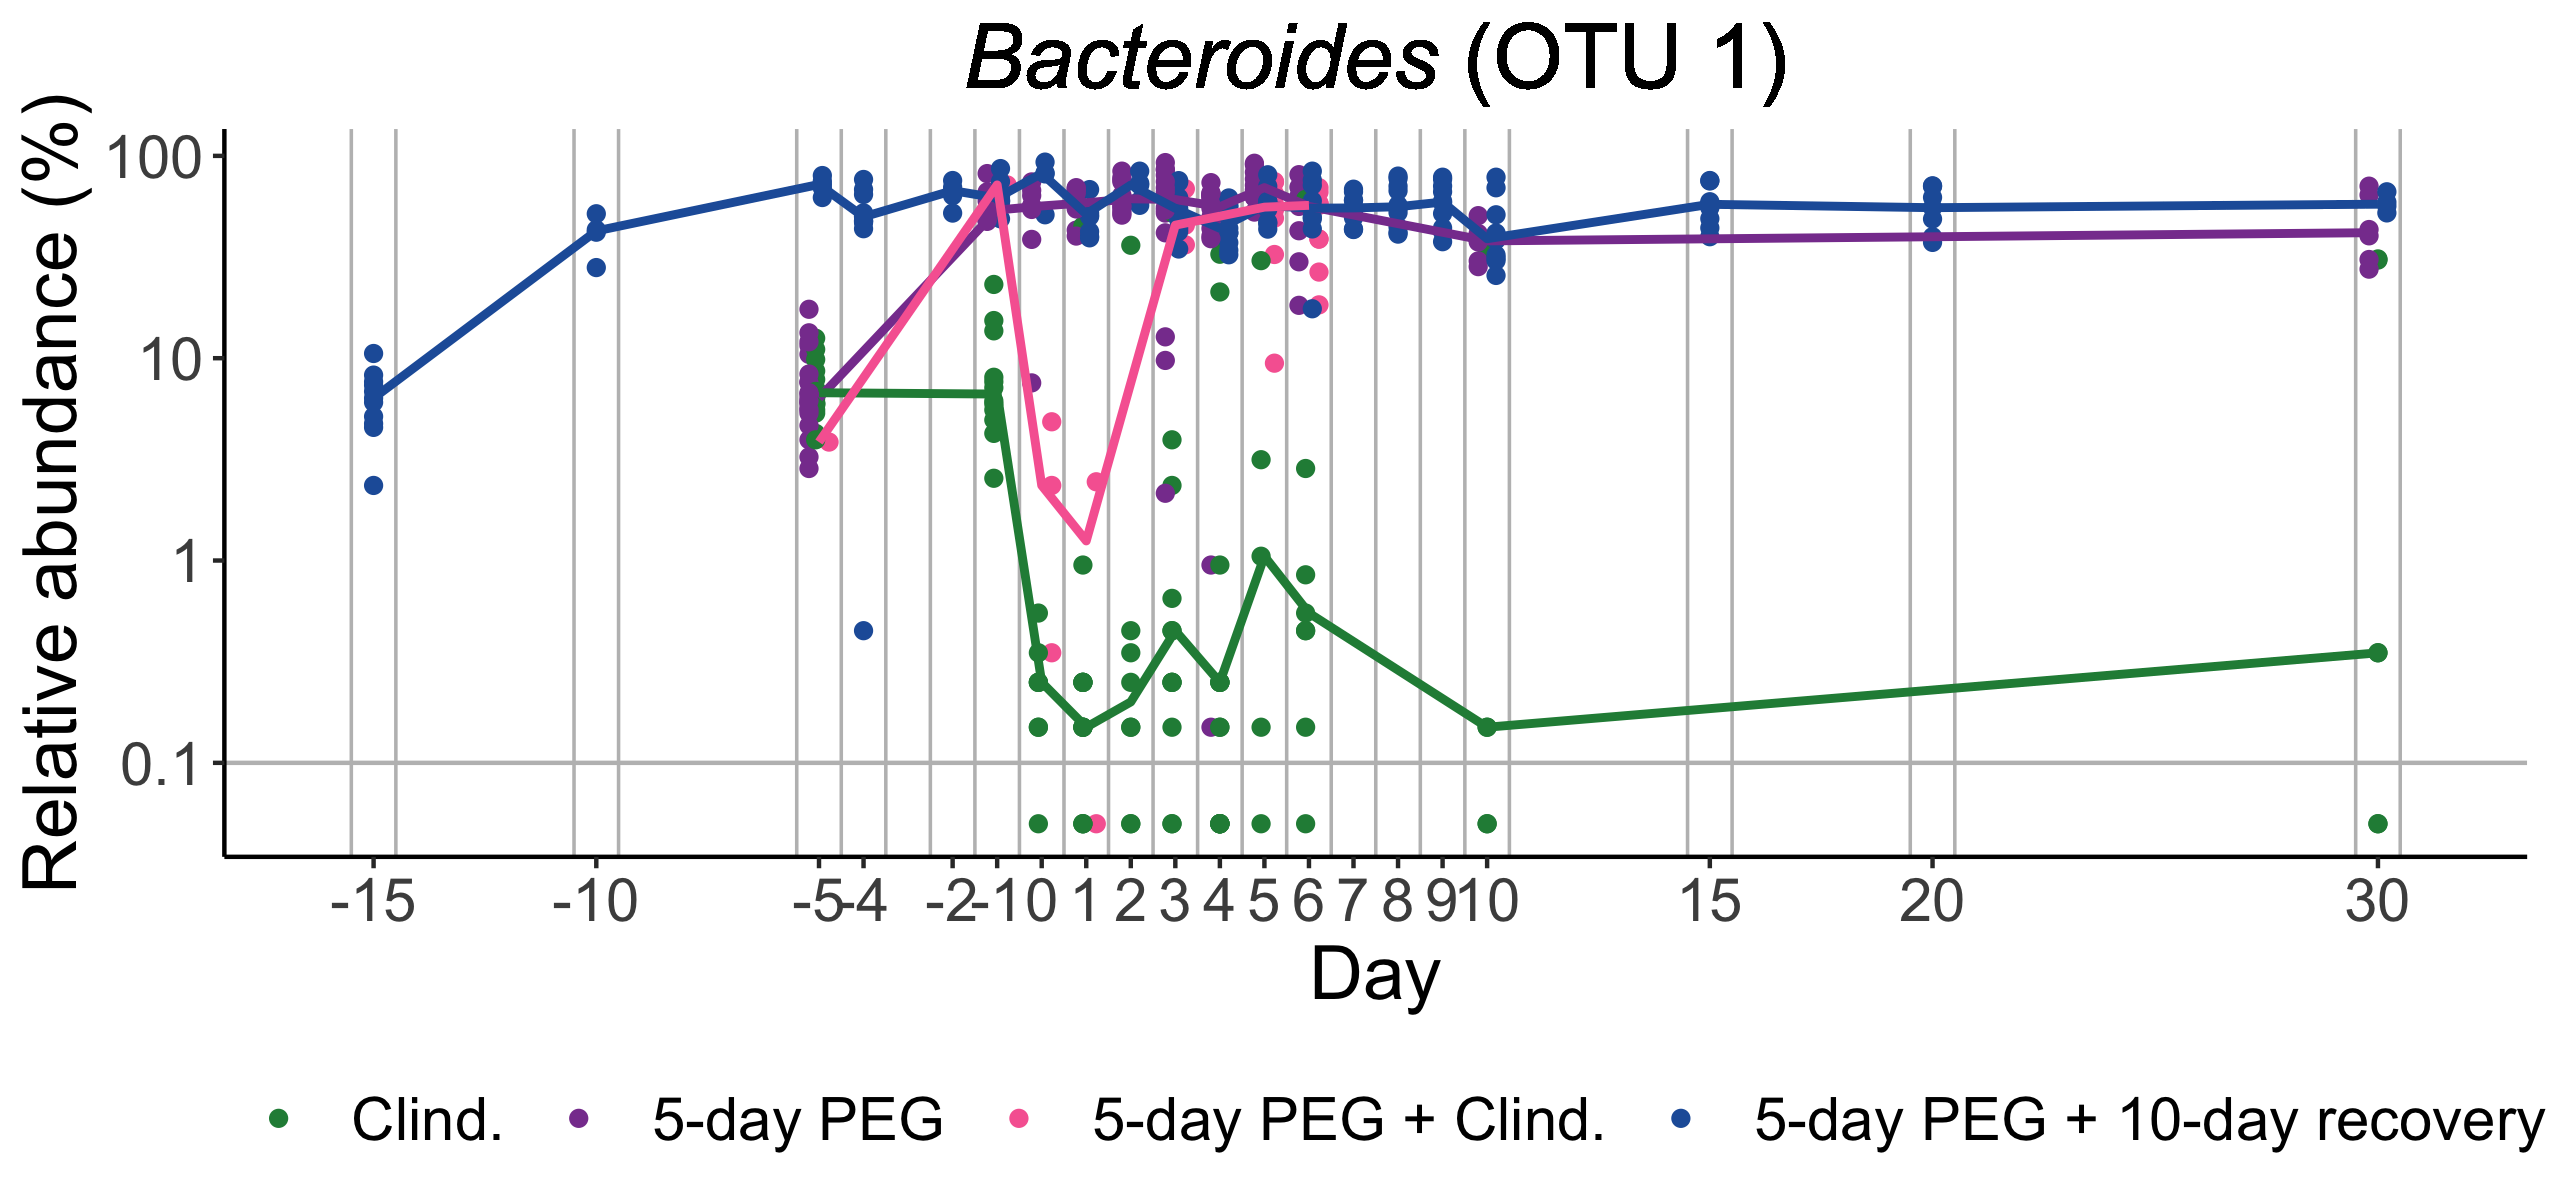 Bacteroides (OTU 1)
Relative abundance (%)
100
10
1
0.1
-15 -10 -5 -4 -2 -1 0 1 2 3 4 5 6 7 8 9 10 15 20 30
Day
Clind. 5-day PEG 5-day PEG + Clind. 5-day PEG + 10-day recovery